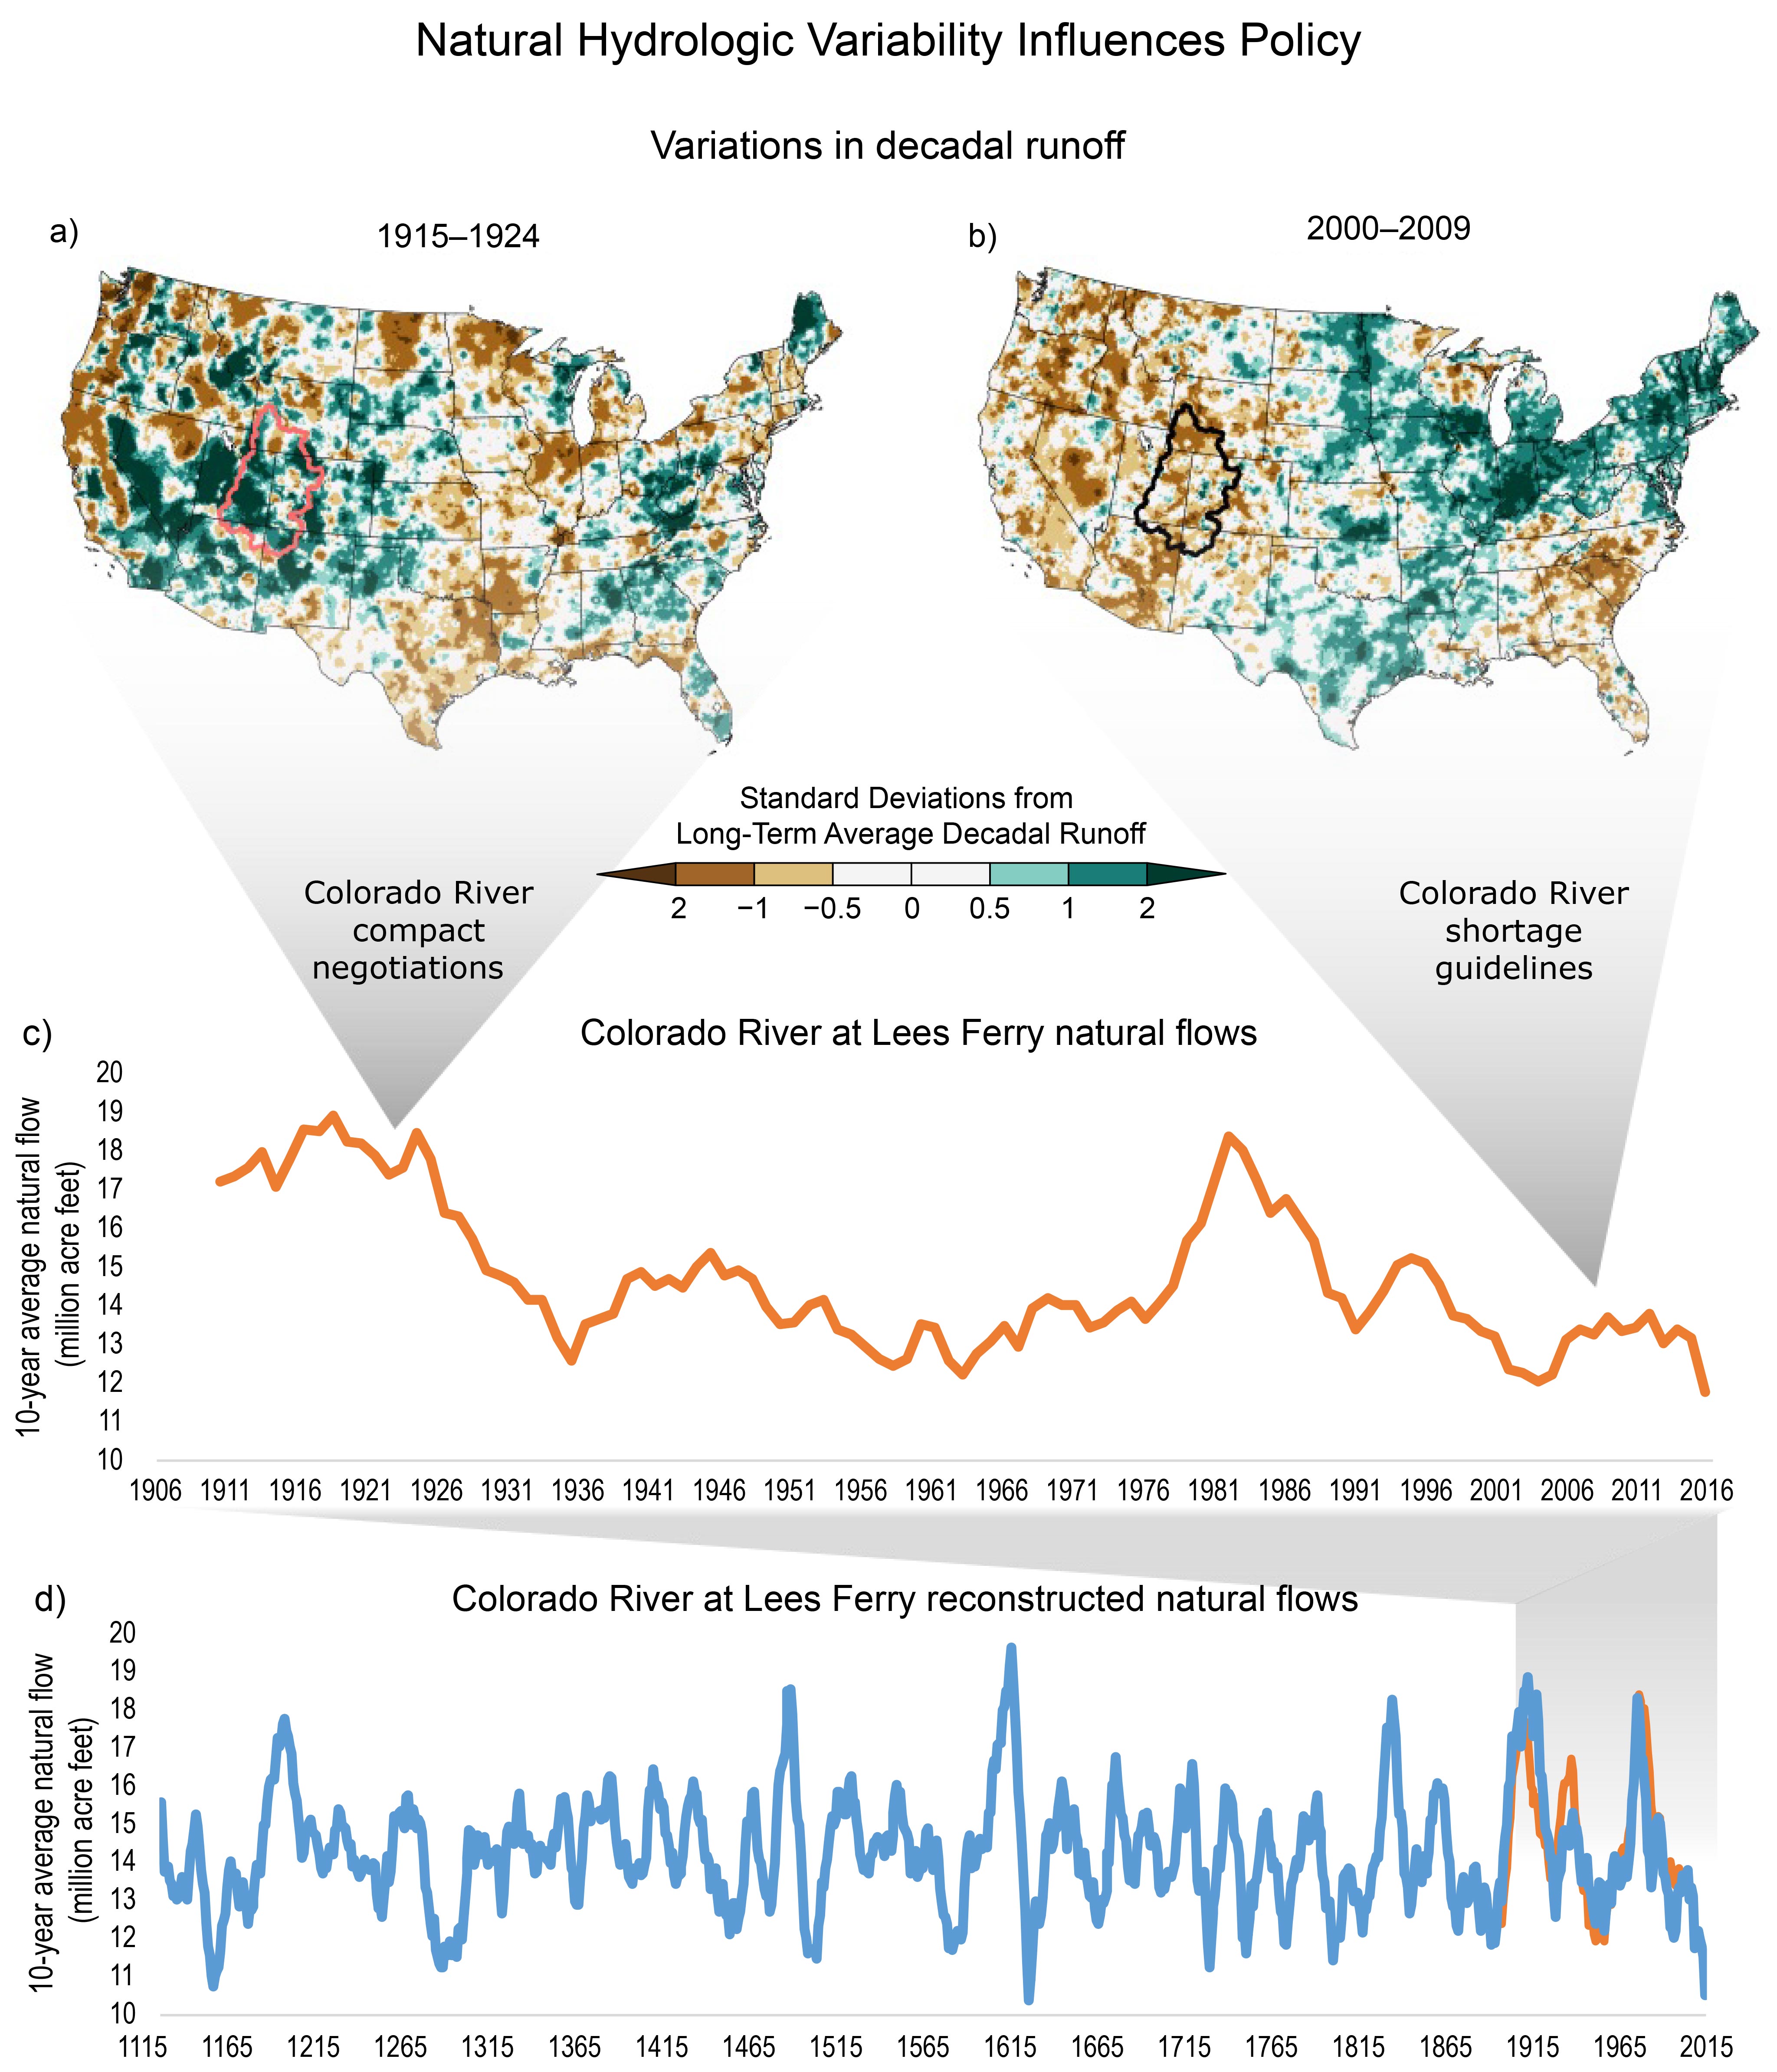 Natural Hydrologic Variability Influences Policy
Variations in decadal runoff
a)
1915–1924
b)
2000–2009
Standard Deviations from
Long-Term Average Decadal Runoff
2 −1 −0.5 0 0.5 1 2
Colorado River
compact
negotiations
Colorado River
shortage
guidelines
c)
Colorado River at Lees Ferry natural flows
10-year average natural flow
(million acre feet)
20
19
18
17
16
15
14
13
12
11
10
1906 1911 1916 1921 1926 1931 1936 1941 1946 1951 1956 1961 1966 1971 1976 1981 1986 1991 1996 2001 2006 2011 2016
d)
Colorado River at Lees Ferry reconstructed natural flows
10-year average natural flow
(million acre feet)
20
19
18
17
16
15
14
13
12
11
10
1115 1165 1215 1265 1315 1365 1415 1465 1515 1565 1615 1665 1715 1765 1815 1865 1915 1965 2015